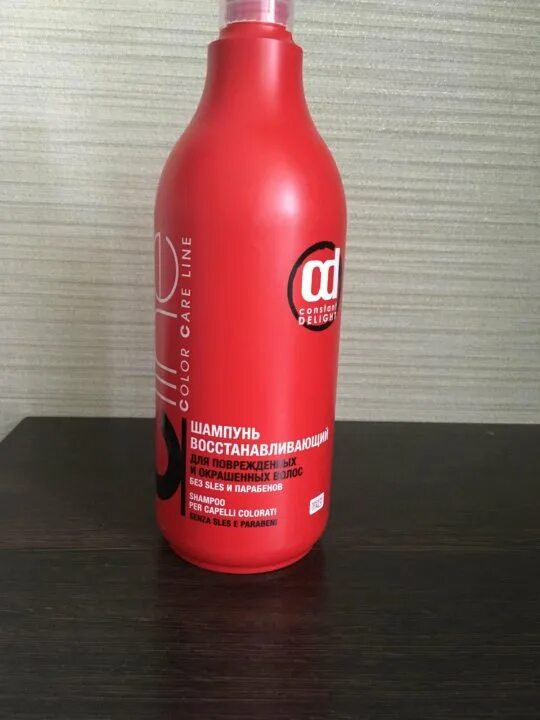 COLOR CARE LINE
cd
constant
DELIGHT
ШАМПУНЬ
ВОССТАНАВЛИВАЮЩИЙ
ДЛЯ ПОВРЕЖДЕННЫХ
И ОКРАШЕННЫХ ВОЛОС
БЕЗ SLES И ПАРАБЕНОВ
SHAMPOO
PER CAPELLI COLORATI
SENZA SLES E PARABENI